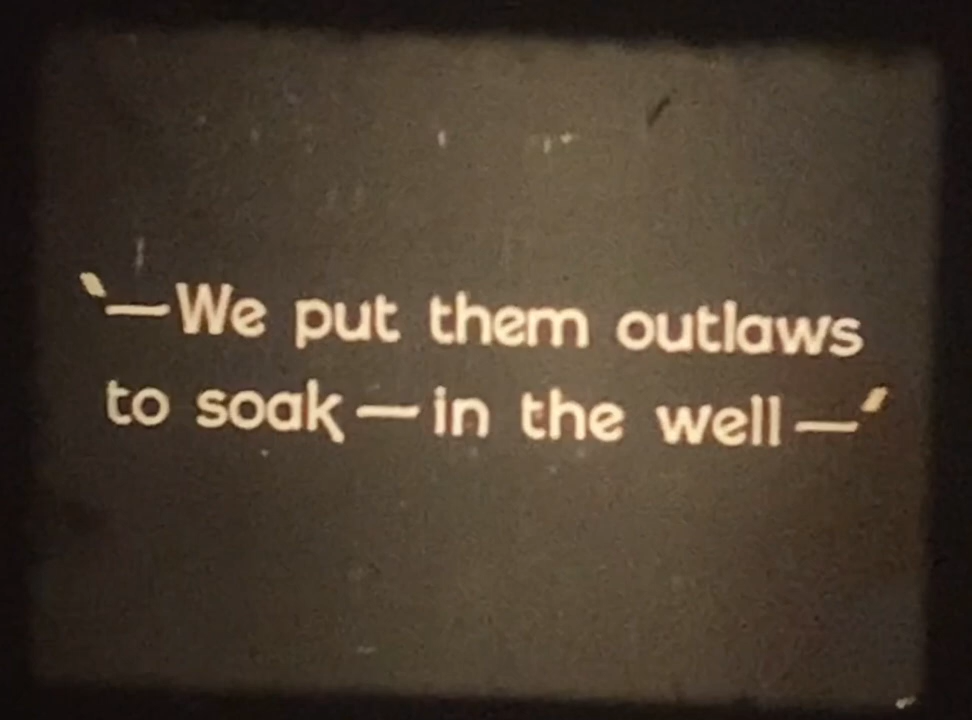 ‘—We put them outlaws
to soak—in the well—’